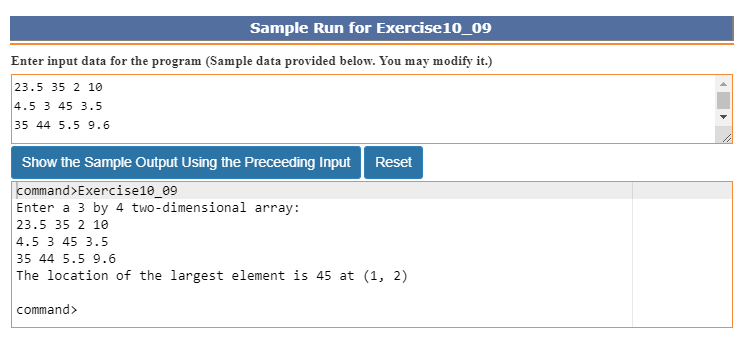 Sample Run for Exercise10_09
Enter input data for the program (Sample data provided below. You may modify it.)
23.5 35 2 10
4.5 3 45 3.5
35 44 5.5 9.6
Show the Sample Output Using the Preceeding Input Reset
command>Exercise10_09
Enter a 3 by 4 two-dimensional array:
23.5 35 2 10
4.5 3 45 3.5
35 44 5.5 9.6
The location of the largest element is 45 at (1, 2)
command>